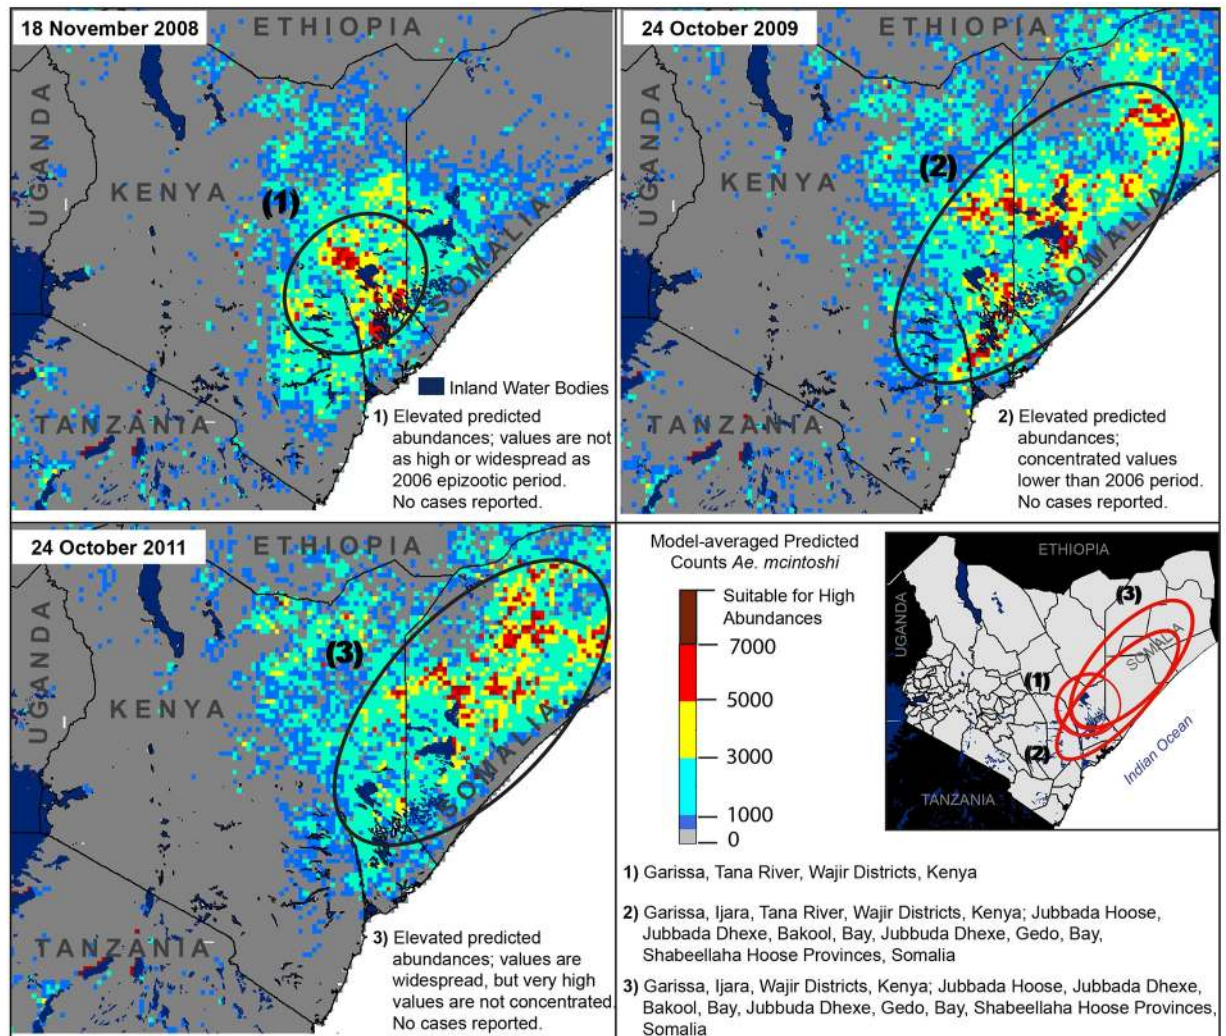 18 November 2008
ETHIOPIA
UGANDA
KENYA
(1)
SOMALIA
Inland Water Bodies
TANZANIA
1) Elevated predicted
abundances; values are not
as high or widespread as
2006 epizootic period.
No cases reported.
24 October 2009
ETHIOPIA
UGANDA
KENYA
(2)
SOMALIA
TANZANIA
2) Elevated predicted
abundances;
concentrated values
lower than 2006 period.
No cases reported.
24 October 2011
ETHIOPIA
UGANDA
KENYA
(3)
SOMALIA
TANZANIA
3) Elevated predicted
abundances; values are
widespread, but very high
values are not concentrated.
No cases reported.
Model-averaged Predicted
Counts Ae. mcintoshi
Suitable for High
Abundances
7000
5000
3000
1000
0
ETHIOPIA
UGANDA
(3)
SOMALIA
(1)
(2)
Indian Ocean
TANZANIA
1) Garissa, Tana River, Wajir Districts, Kenya
2) Garissa, Ijara, Tana River, Wajir Districts, Kenya; Jubbada Hoose,
Jubbada Dhexe, Bakool, Bay, Jubbuda Dhexe, Gedo, Bay,
Shabeellaha Hoose Provinces, Somalia
3) Garissa, Ijara, Wajir Districts, Kenya; Jubbada Hoose, Jubbada Dhexe,
Bakool, Bay, Jubbuda Dhexe, Gedo, Bay, Shabeellaha Hoose Provinces,
Somalia